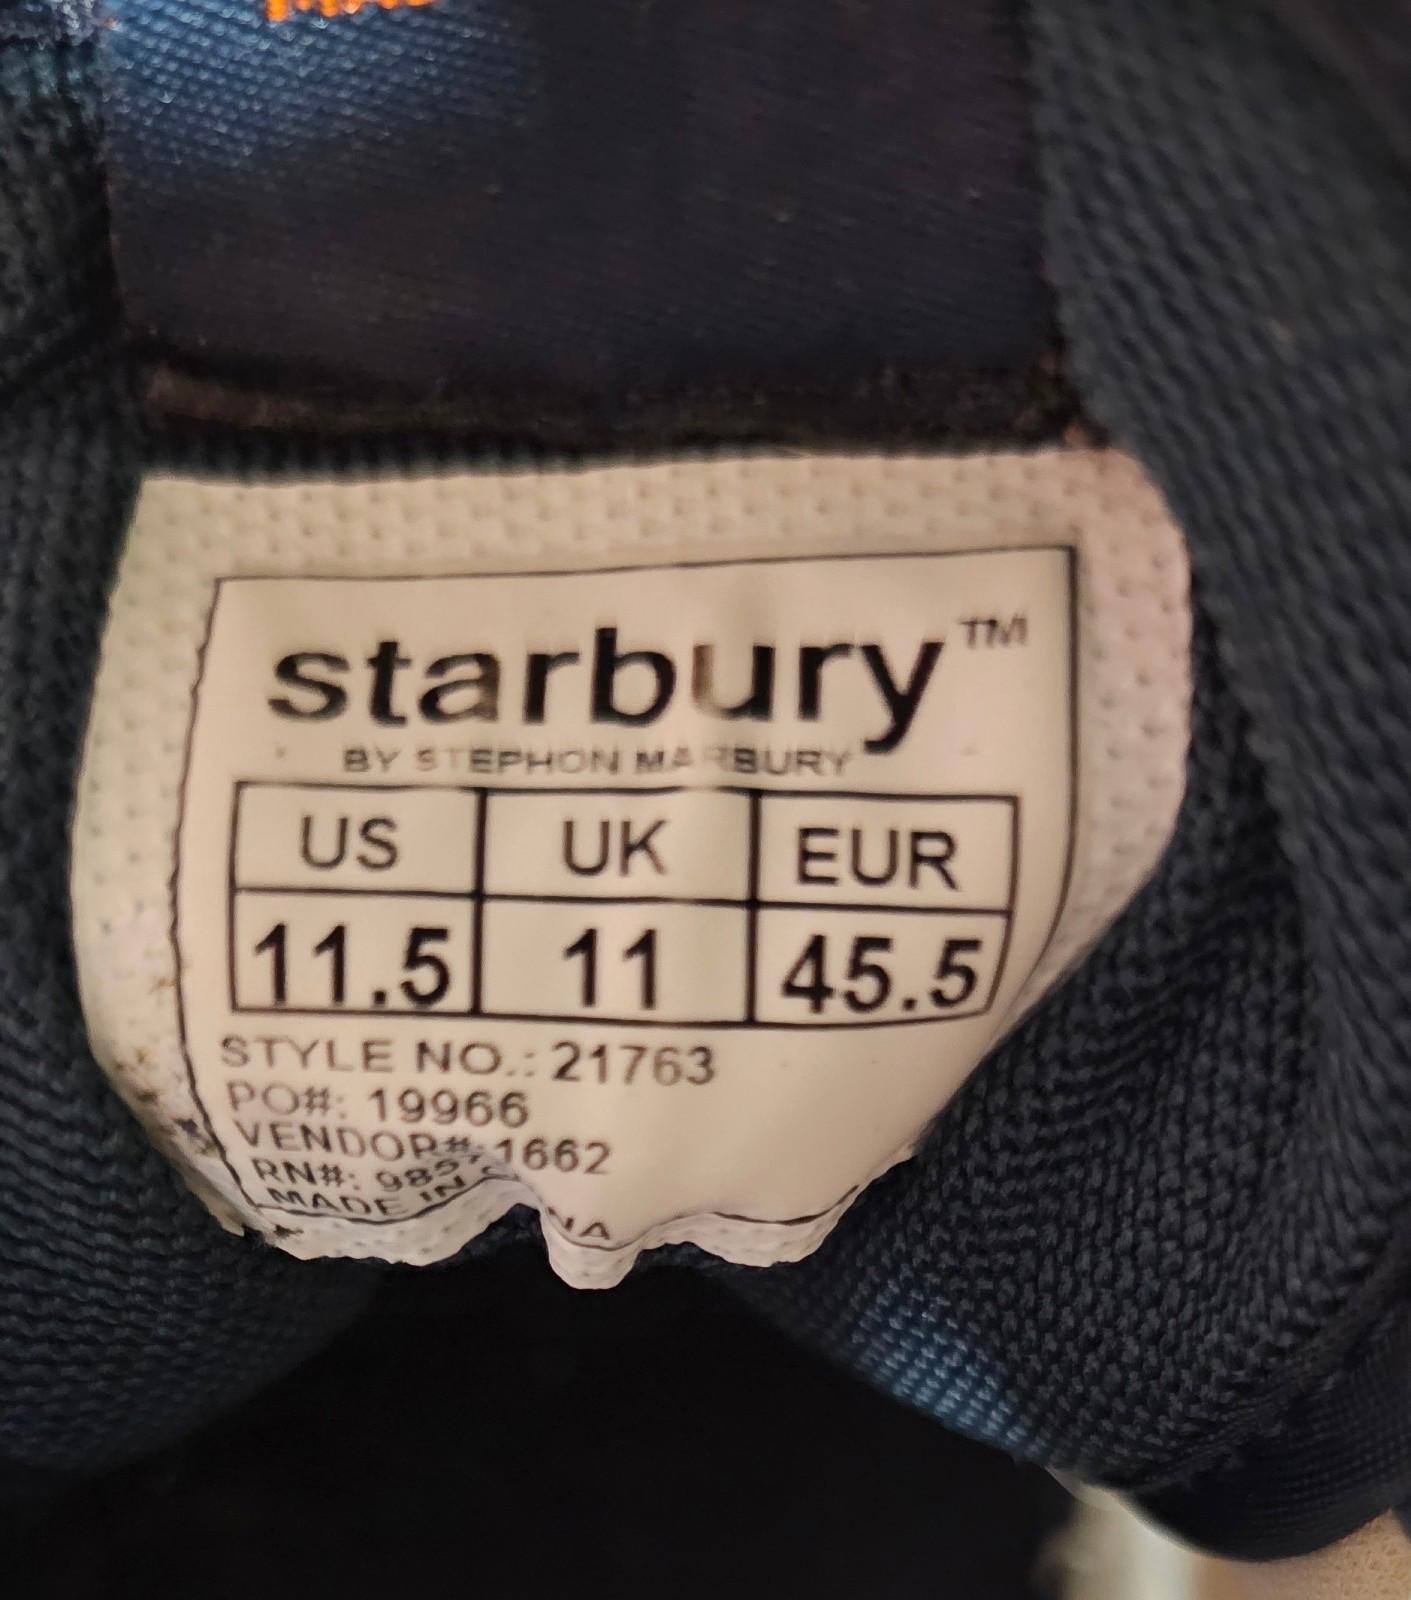 starbury™
BY STEPHON MARBURY
US UK EUR
11.5 11 45.5
STYLE NO.: 21763
PO#: 19966
VENDOR#: 1662
RN#:
MADE IN